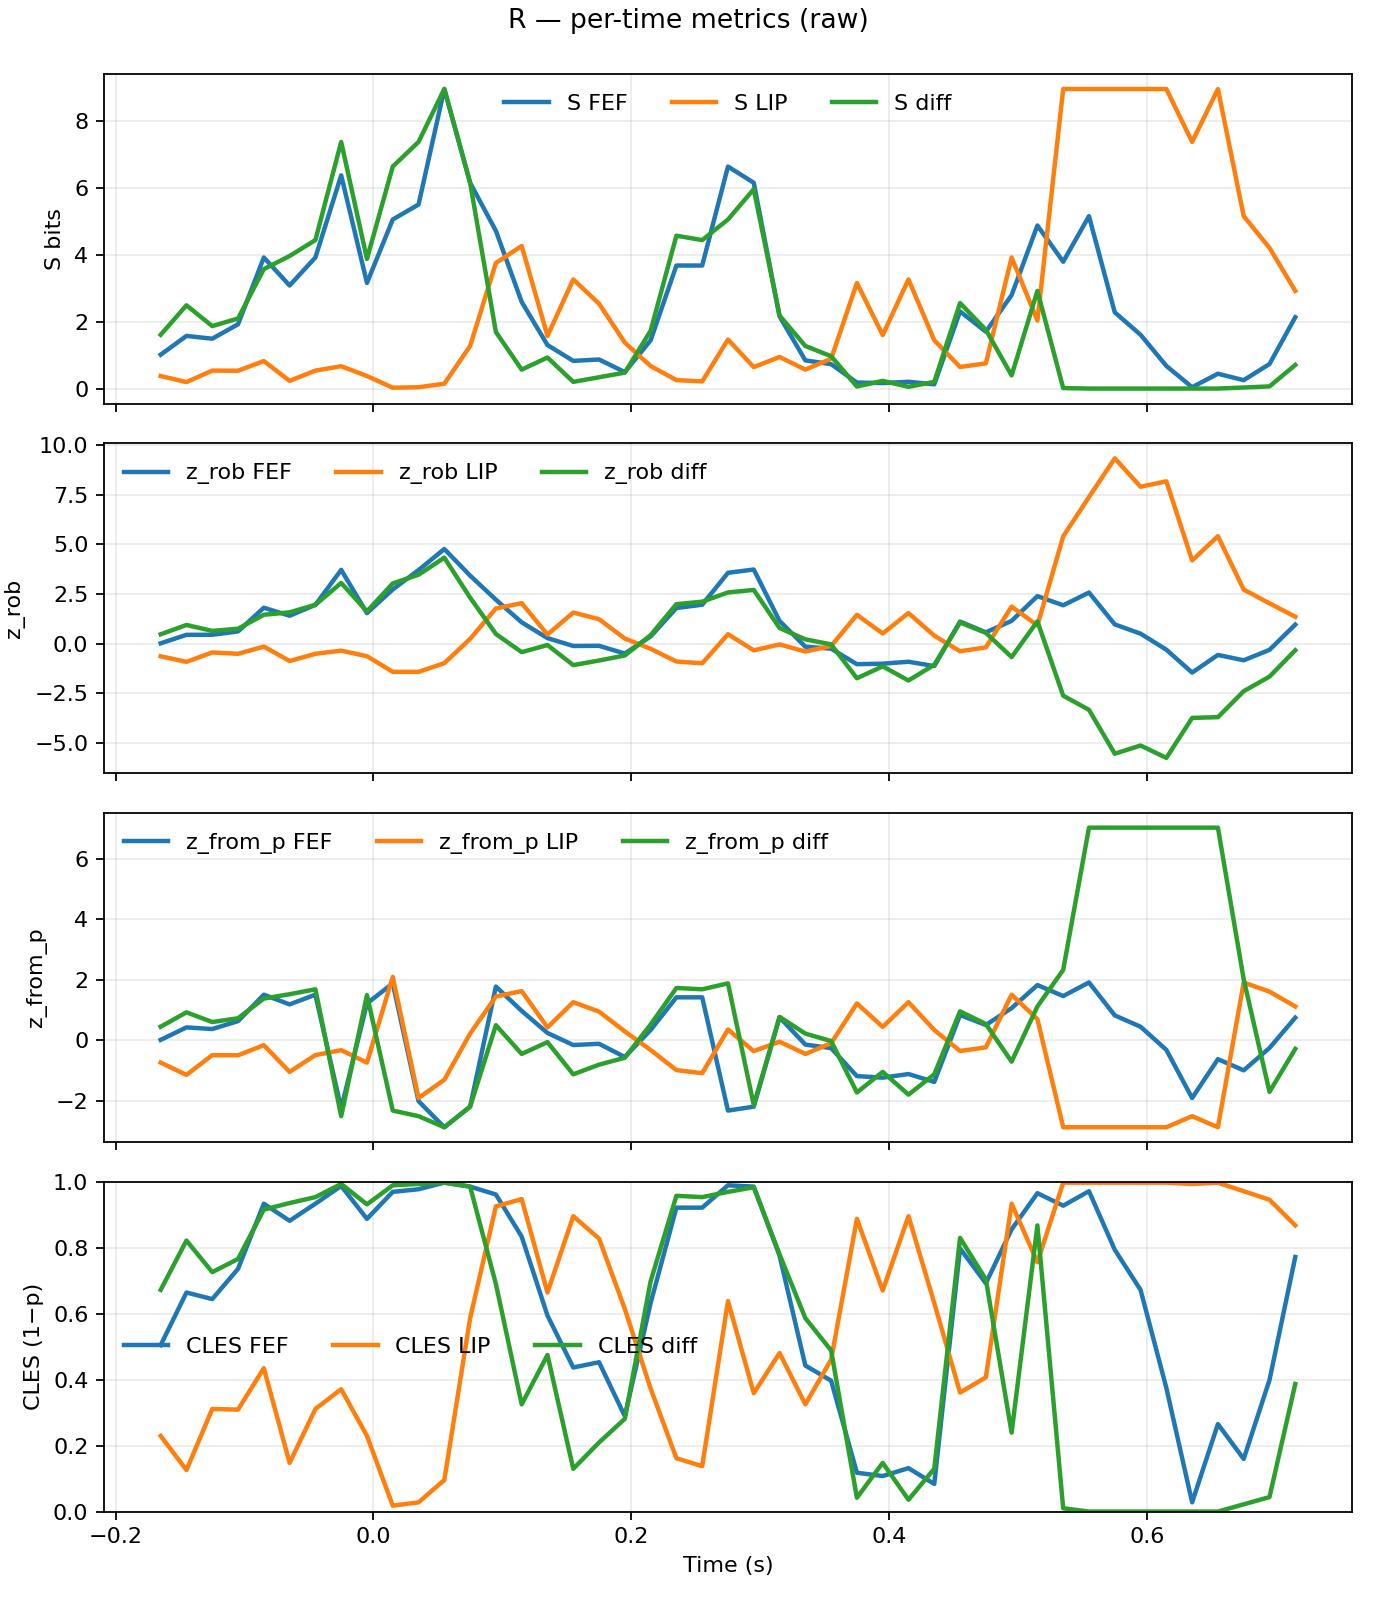 R — per-time metrics (raw)
S FEF S LIP S diff
8
6
4
2
0
S bits
z_rob FEF z_rob LIP z_rob diff
10.0
7.5
5.0
2.5
0.0
−2.5
−5.0
z_rob
z_from_p FEF z_from_p LIP z_from_p diff
6
4
2
0
−2
z_from_p
1.0
0.8
0.6
CLES FEF CLES LIP CLES diff
0.4
0.2
0.0
CLES (1−p)
−0.2 0.0 0.2 0.4 0.6
Time (s)